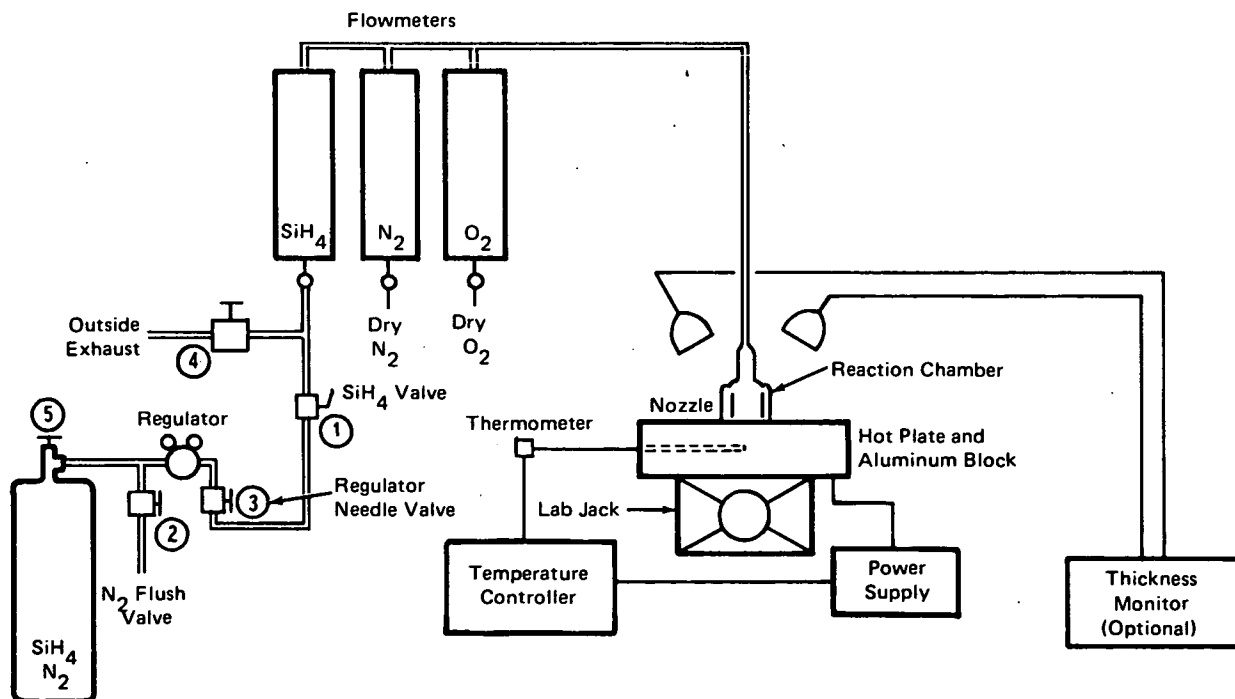 Flowmeters
SiH4
N2
O2
Dry
N2
Dry
O2
Outside
Exhaust
4
SiH4 Valve
1
5
Regulator
3
Regulator
Needle Valve
2
N2 Flush
Valve
SiH4
N2
Reaction Chamber
Nozzle
Thermometer
Hot Plate and
Aluminum Block
Lab Jack
Temperature
Controller
Power
Supply
Thickness
Monitor
(Optional)